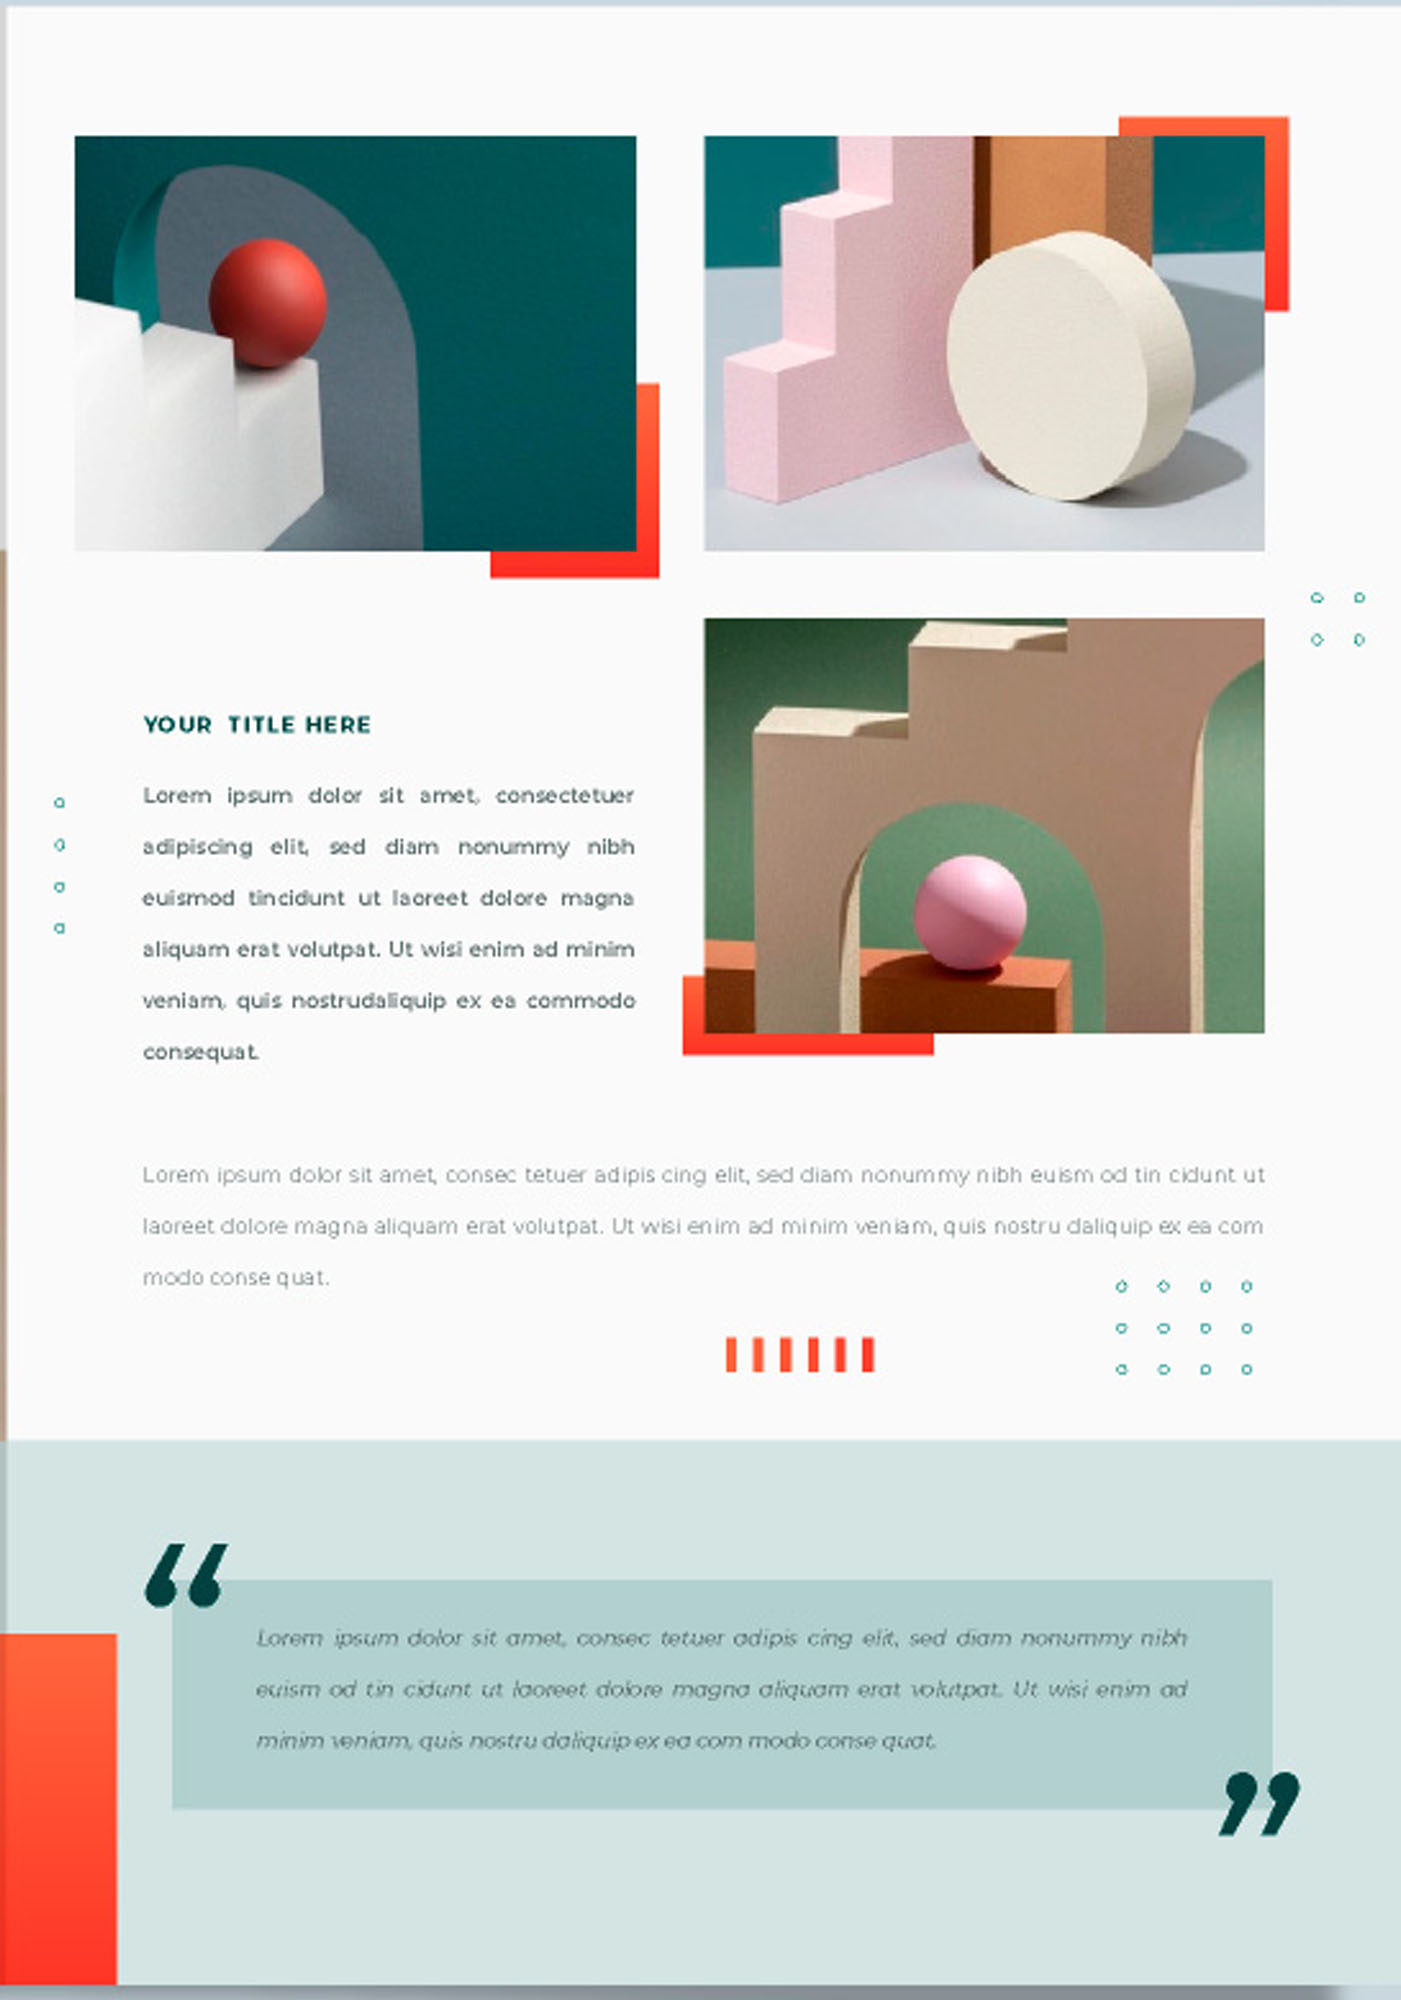 YOUR TITLE HERE
Lorem ipsum dolor sit amet, consectetuer
adipiscing elit, sed diam nonummy nibh
euismod tincidunt ut laoreet dolore magna
aliquam erat volutpat. Ut wisi enim ad minim
veniam, quis nostrudaliquip ex ea commodo
consequat.
Lorem ipsum dolor sit amet, consec tetuer adipis cing elit, sed diam nonummy nibh euism od tin cidunt ut
laoreet dolore magna aliquam erat volutpat. Ut wisi enim ad minim veniam, quis nostru daliquip ex ea com
modo conse quat.
“
Lorem ipsum dolor sit amet, consec tetuer adipis cing elit, sed diam nonummy nibh
euism od tin cidunt ut laoreet dolore magna aliquam erat volutpat. Ut wisi enim ad
minim veniam, quis nostru daliquip ex ea com modo conse quat.
”